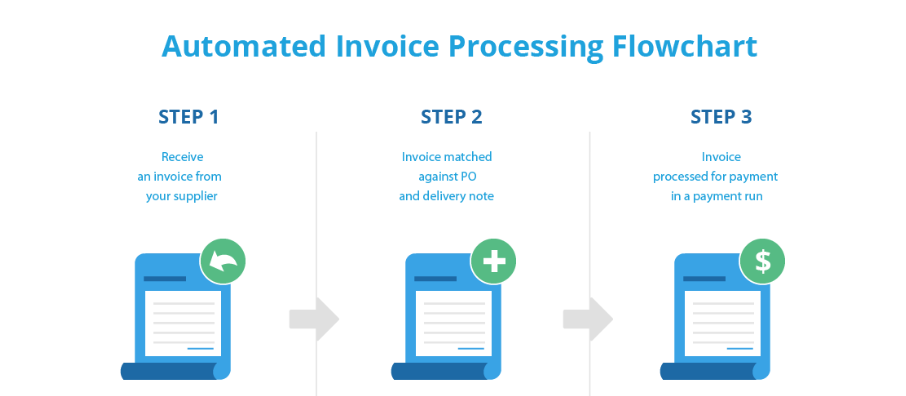 Automated Invoice Processing Flowchart
STEP 1
Receive
an invoice from
your supplier
STEP 2
Invoice matched
against PO
and delivery note
STEP 3
Invoice
processed for payment
in a payment run
$